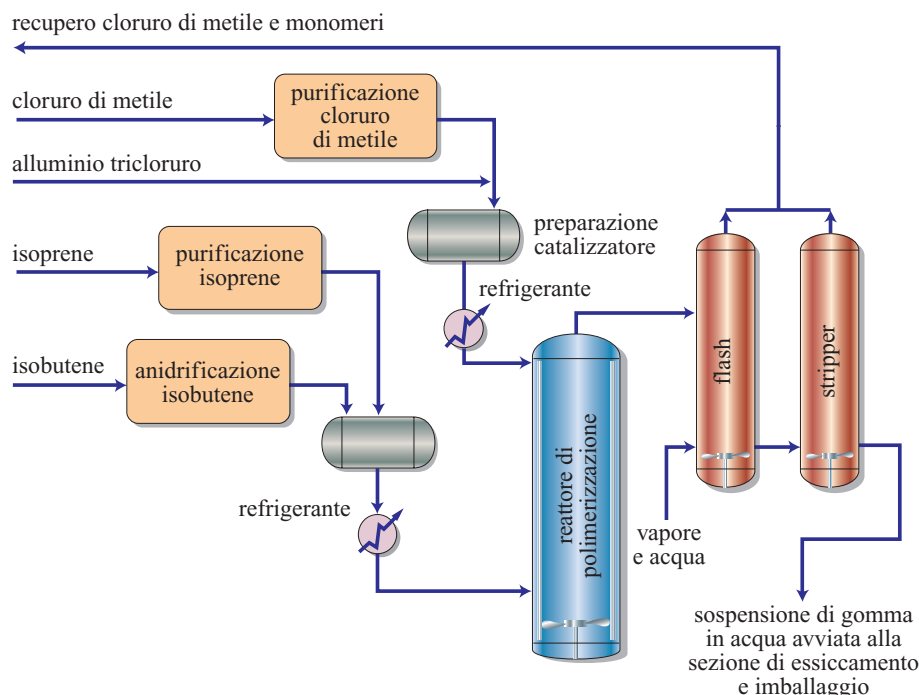 recupero cloruro di metile e monomeri
cloruro di metile
purificazione
cloruro
di metile
alluminio tricloruro
preparazione
catalizzatore
isoprene
purificazione
isoprene
refrigerante
isobutene
anidrificazione
isobutene
refrigerante
reattore di
polimerizzazione
flash
stripper
vapore
e acqua
sospensione di gomma
in acqua avviata alla
sezione di essiccamento
e imballaggio